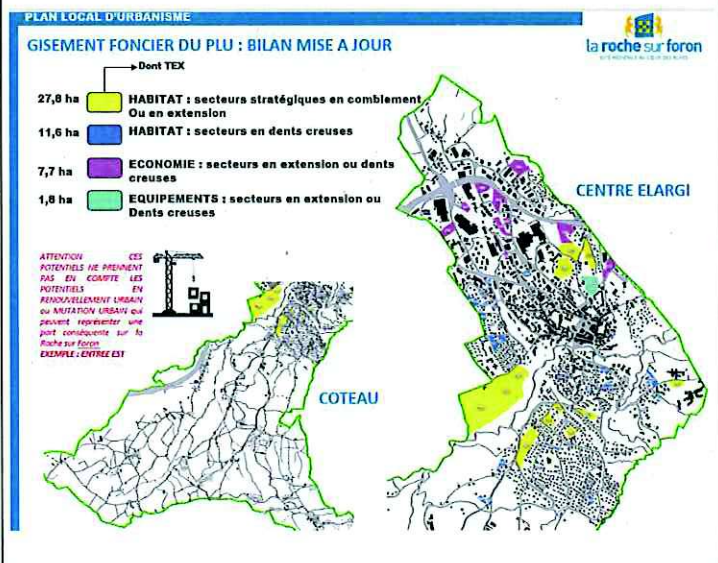 PLAN LOCAL D'URBANISME
GISEMENT FONCIER DU PLU : BILAN MISE A JOUR
la roche sur foron
Dont TEX
27,8 ha HABITAT : secteurs stratégiques en comblement
Ou en extension
11,6 ha HABITAT : secteurs en dents creuses
7,7 ha ECONOMIE : secteurs en extension ou dents
creuses
1,8 ha EQUIPEMENTS : secteurs en extension ou
Dents creuses
CENTRE ELARGI
ATTENTION CES
POTENTIELS NE PRENNENT
PAS EN COMPTE LES
POTENTIELS EN
RENOUVELLEMENT URBAIN
ou MUTATION URBAIN qui
peuvent représenter une
part conséquente sur la
Roche sur Foron
EXEMPLE : ENTREE EST
COTEAU